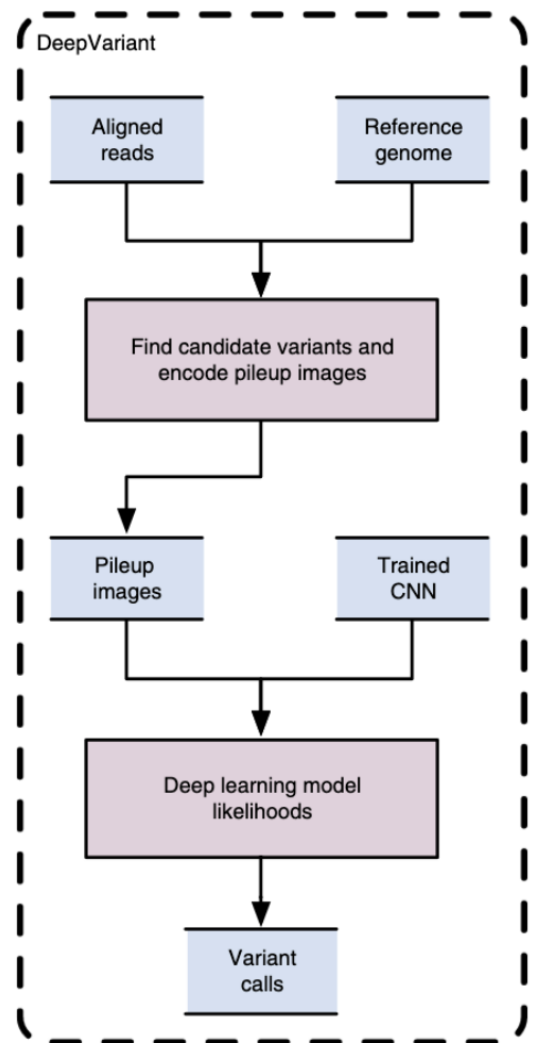 DeepVariant
Aligned
reads
Reference
genome
Find candidate variants and
encode pileup images
Pileup
images
Trained
CNN
Deep learning model
likelihoods
Variant
calls